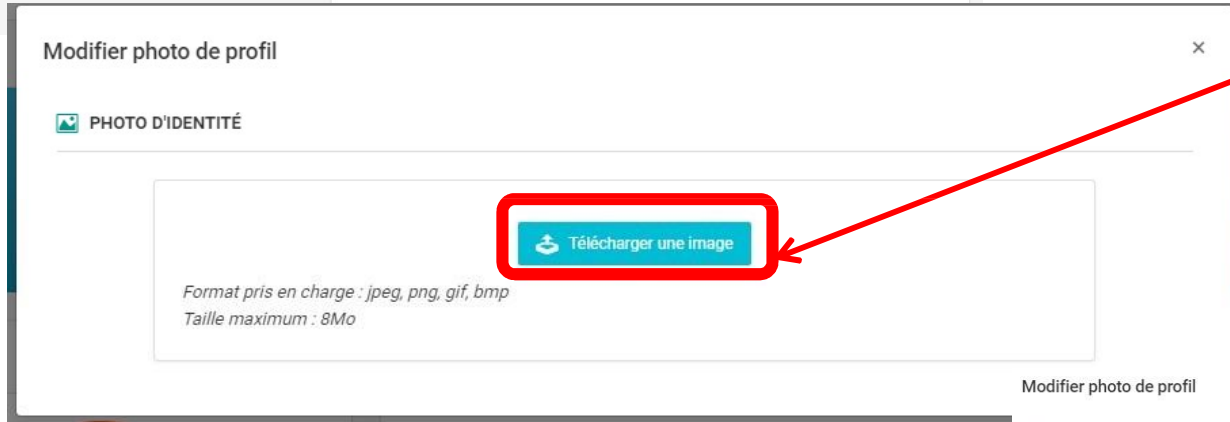 Modifier photo de profil
×
PHOTO D'IDENTITÉ
Télécharger une image
Format pris en charge : jpeg, png, gif, bmp
Taille maximum : 8Mo
Modifier photo de profil